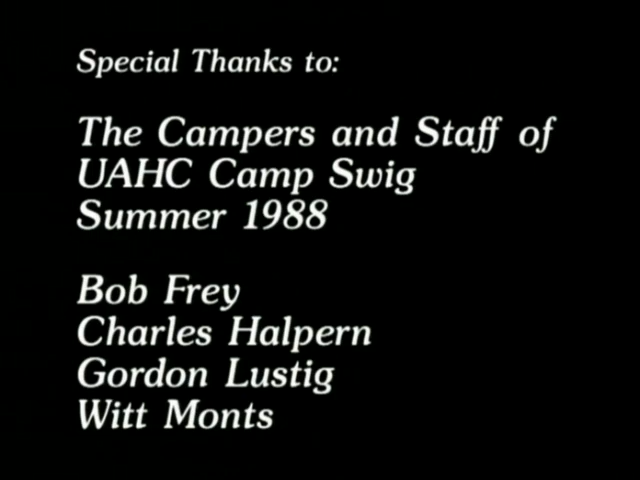 Special Thanks to:
The Campers and Staff of
UAHC Camp Swig
Summer 1988
Bob Frey
Charles Halpern
Gordon Lustig
Witt Monts